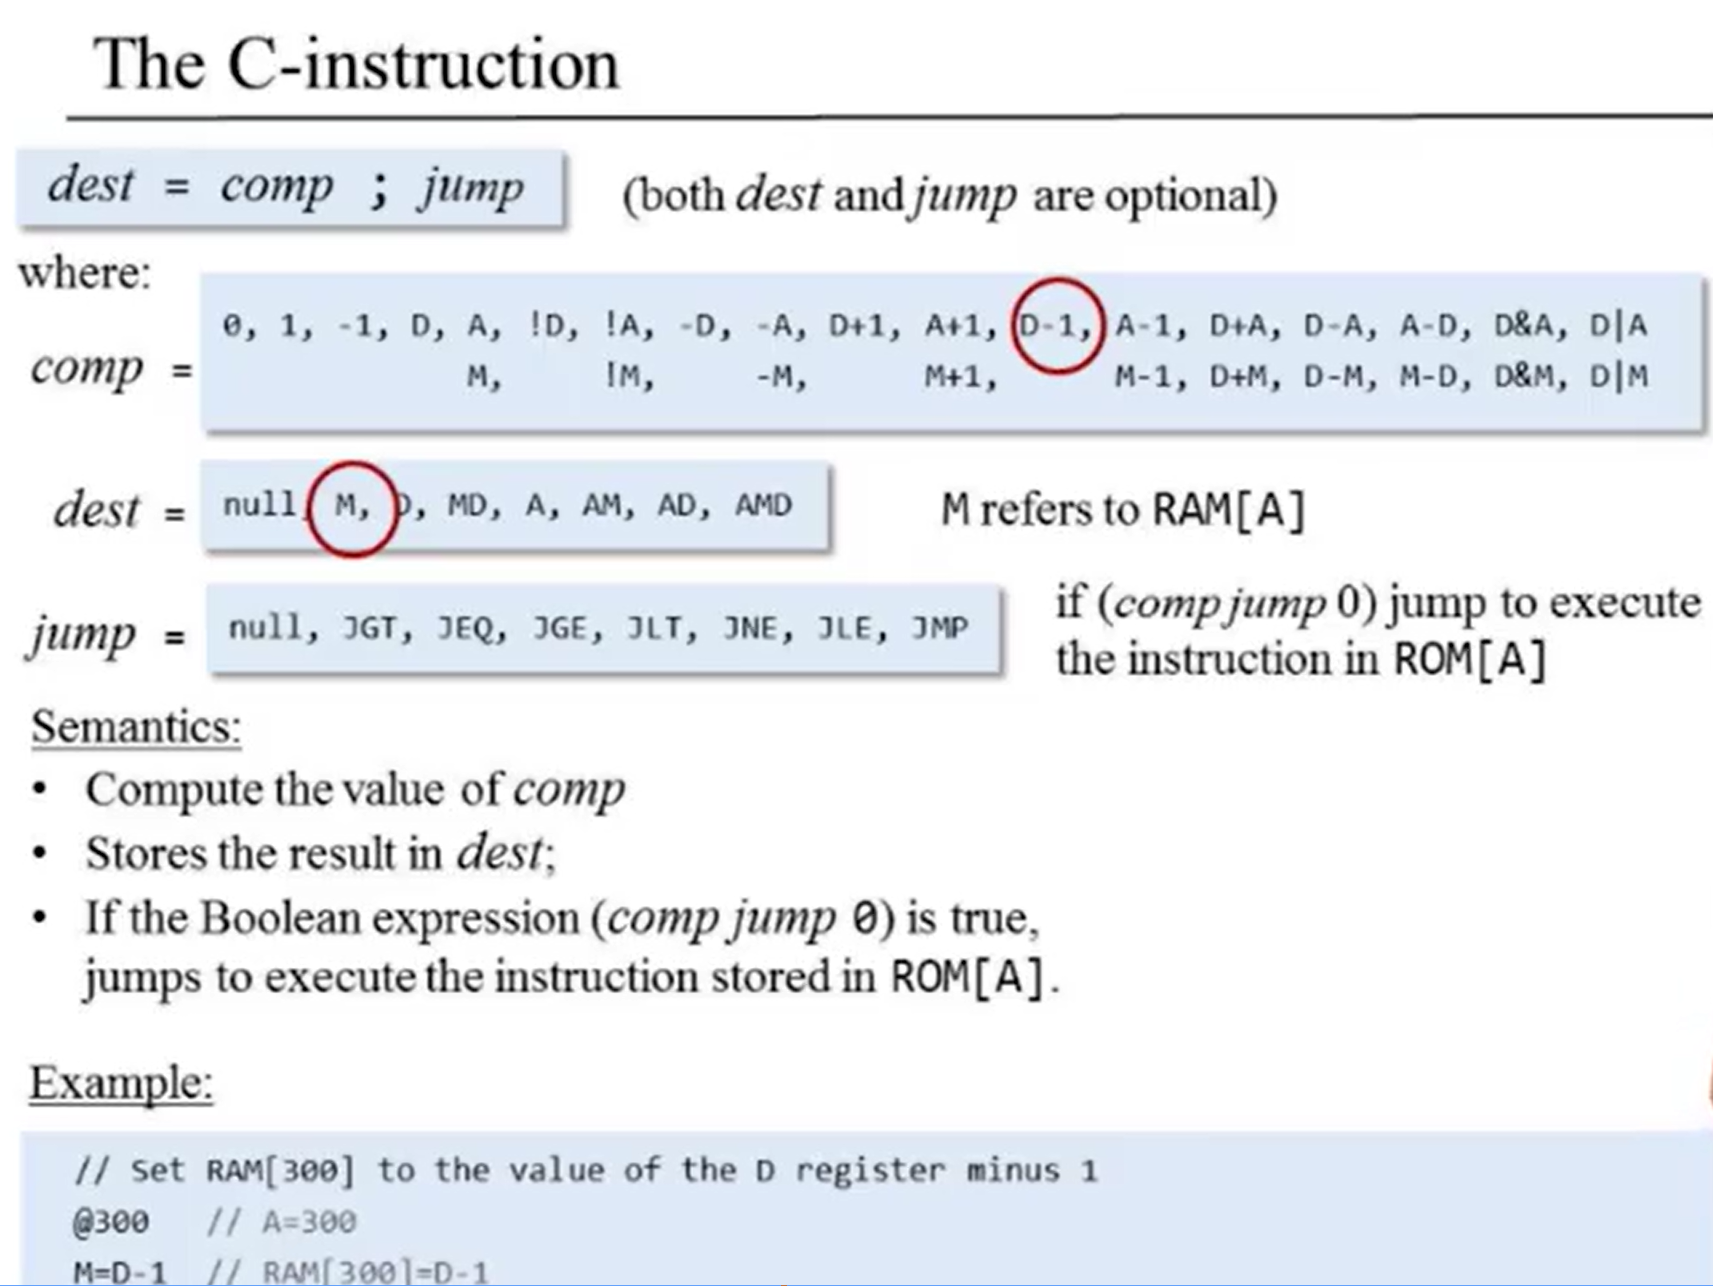 The C-instruction
dest = comp ; jump (both dest and jump are optional)
where:
comp =
0, 1, -1, D, A, !D, !A, -D, -A, D+1, A+1, D-1, A-1, D+A, D-A, A-D, D&A, D|A
M, !M, -M, M+1, M-1, D+M, D-M, M-D, D&M, D|M
dest = null, M, D, MD, A, AM, AD, AMD M refers to RAM[A]
jump = null, JGT, JEQ, JGE, JLT, JNE, JLE, JMP
if (comp jump 0) jump to execute
the instruction in ROM[A]
Semantics:
• Compute the value of comp
• Stores the result in dest;
• If the Boolean expression (comp jump 0) is true,
jumps to execute the instruction stored in ROM[A].
Example:
// Set RAM[300] to the value of the D register minus 1
@300 // A=300
M=D-1 // RAM[300]=D-1